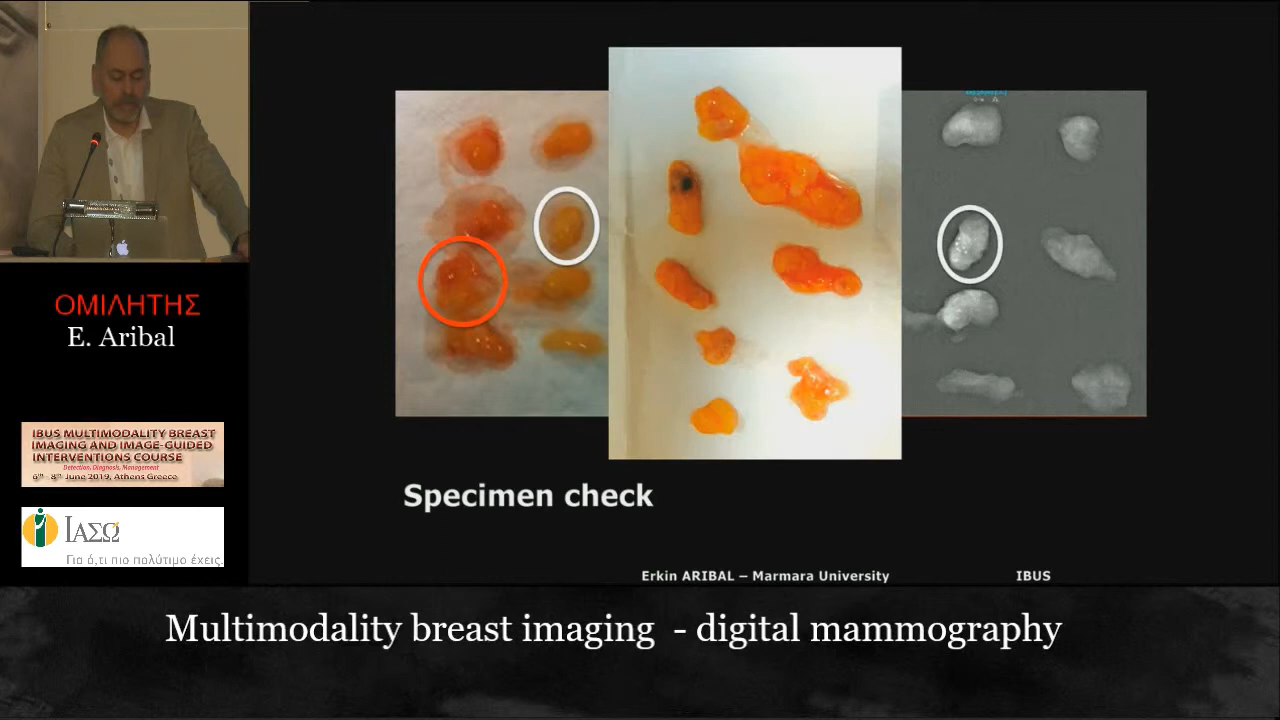 ΟΜΙΛΗΤΗΣ
E. Aribal
IBUS MULTIMODALITY BREAST
IMAGING AND IMAGE-GUIDED
INTERVENTIONS COURSE
Detection, Diagnosis, Management
6th - 8th June 2019, Athens Greece
ΙΑΣΩ
Για ό,τι πιο πολύτιμο έχεις.
Specimen check
Erkin ARIBAL – Marmara University
IBUS
Multimodality breast imaging - digital mammography